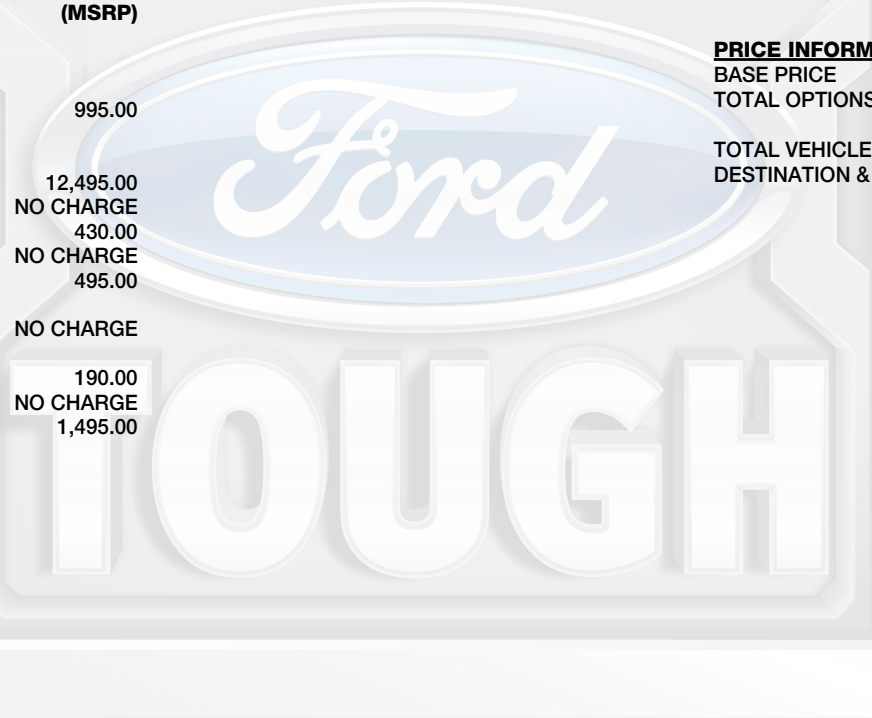 (MSRP)
995.00
12,495.00
NO CHARGE
430.00
NO CHARGE
495.00
NO CHARGE
190.00
NO CHARGE
1,495.00
PRICE INFORM
BASE PRICE
TOTAL OPTIONS
TOTAL VEHICLE
DESTINATION &
Ford
TOUGH